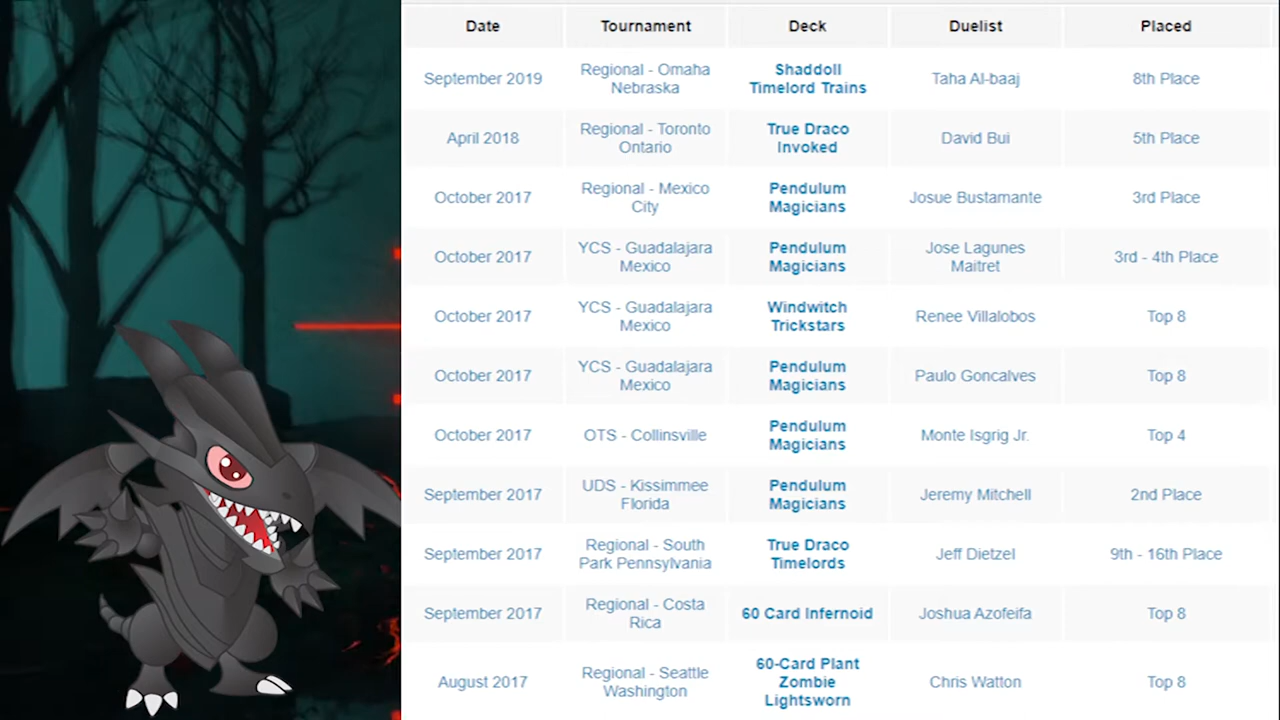 Date Tournament Deck Duelist Placed
September 2019 Regional - Omaha Nebraska Shaddoll Timelord Trains Taha Al-baaj 8th Place
April 2018 Regional - Toronto Ontario True Draco Invoked David Bui 5th Place
October 2017 Regional - Mexico City Pendulum Magicians Josue Bustamante 3rd Place
October 2017 YCS - Guadalajara Mexico Pendulum Magicians Jose Lagunes Maitret 3rd - 4th Place
October 2017 YCS - Guadalajara Mexico Windwitch Trickstars Renee Villalobos Top 8
October 2017 YCS - Guadalajara Mexico Pendulum Magicians Paulo Goncalves Top 8
October 2017 OTS - Collinsville Pendulum Magicians Monte Isgrig Jr. Top 4
September 2017 UDS - Kissimmee Florida Pendulum Magicians Jeremy Mitchell 2nd Place
September 2017 Regional - South Park Pennsylvania True Draco Timelords Jeff Dietzel 9th - 16th Place
September 2017 Regional - Costa Rica 60 Card Infernoid Joshua Azofeifa Top 8
August 2017 Regional - Seattle Washington 60-Card Plant Zombie Lightsworn Chris Watton Top 8